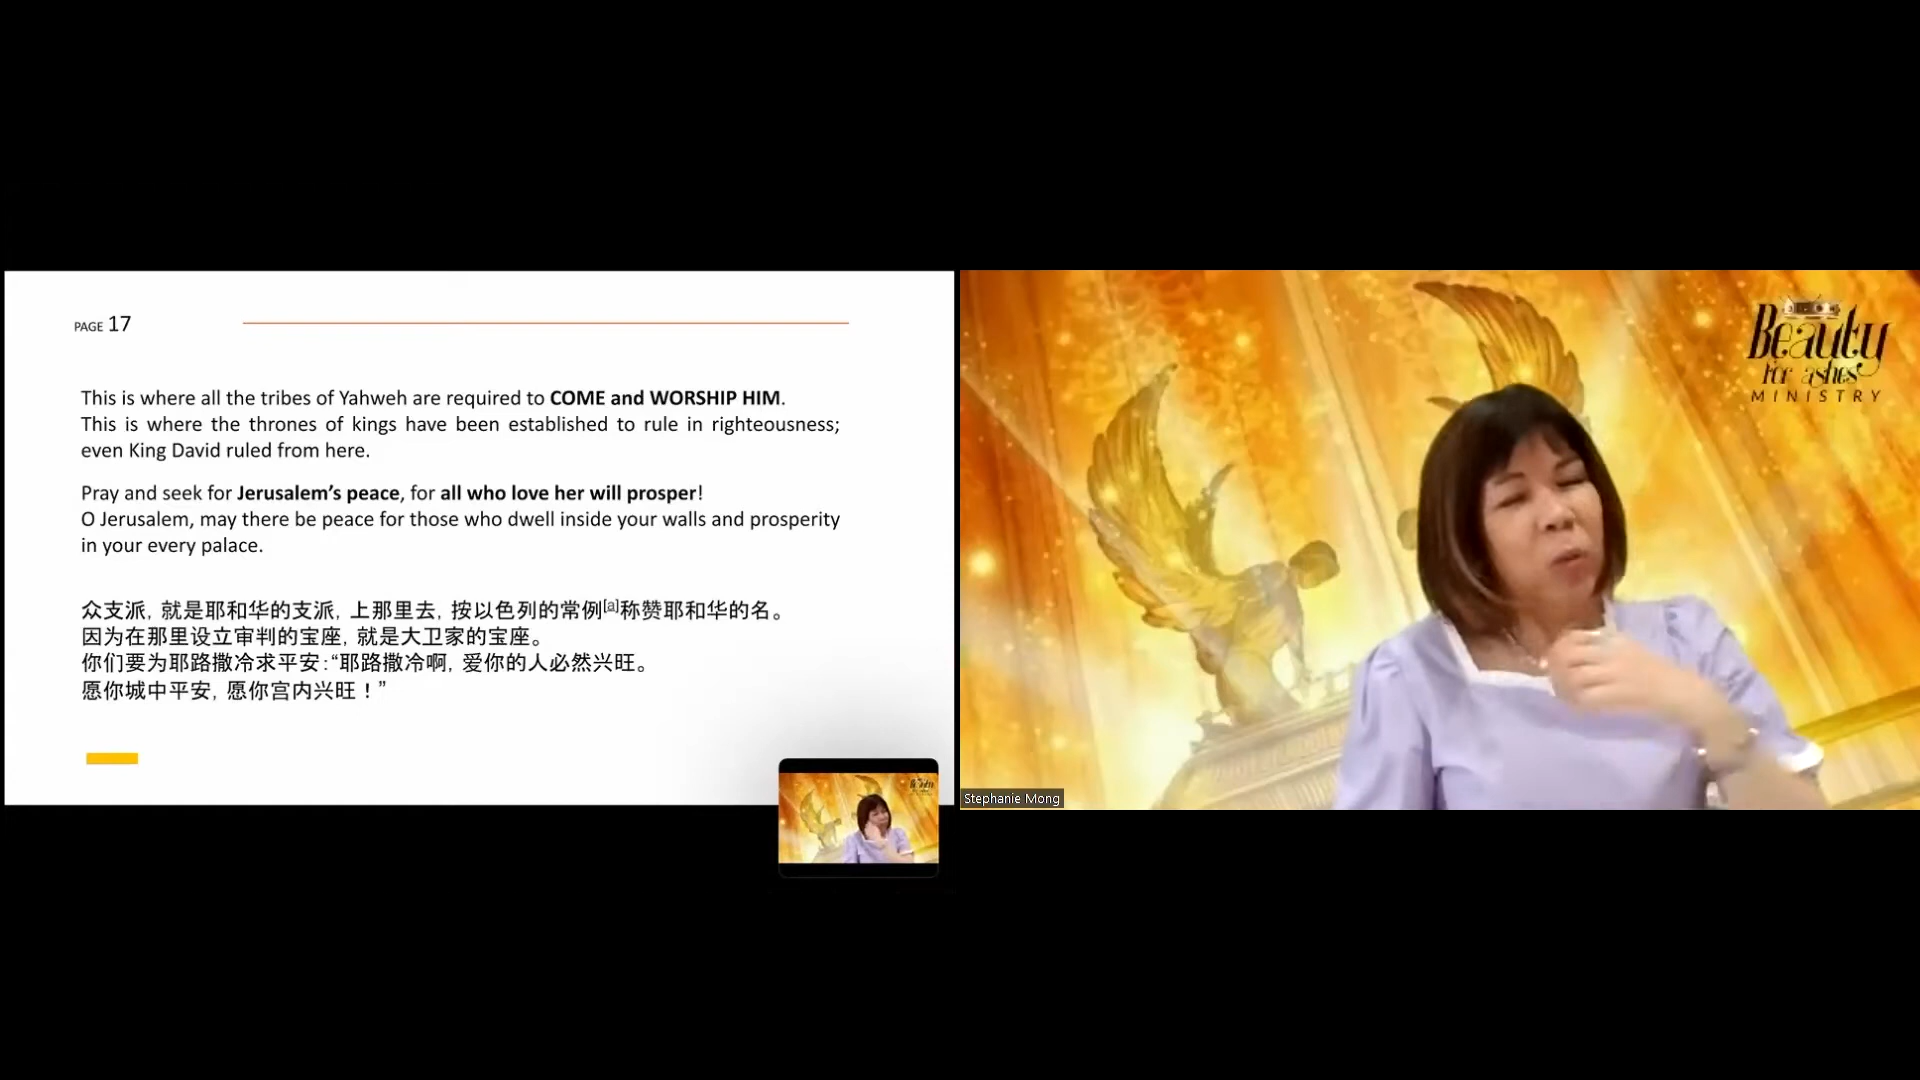 PAGE 17
This is where all the tribes of Yahweh are required to COME and WORSHIP HIM.
This is where the thrones of kings have been established to rule in righteousness;
even King David ruled from here.
Pray and seek for Jerusalem’s peace, for all who love her will prosper!
O Jerusalem, may there be peace for those who dwell inside your walls and prosperity
in your every palace.
众支派, 就是耶和华的支派, 上那里去, 按以色列的常例[a]称赞耶和华的名。
因为在那里设立审判的宝座, 就是大卫家的宝座。
你们要为耶路撒冷求平安:“耶路撒冷啊, 爱你的人必然兴旺。
愿你城中平安, 愿你宫内兴旺！”
Beauty
for ashes
MINISTRY
Stephanie Mong